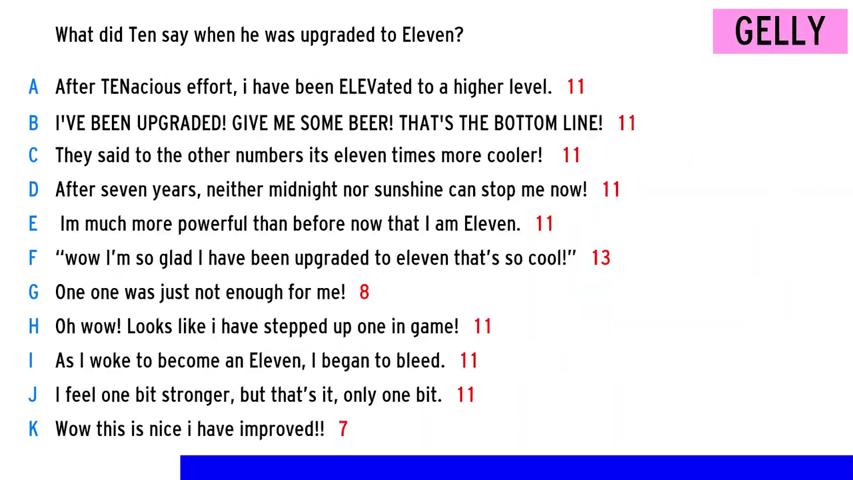 What did Ten say when he was upgraded to Eleven?
GELLY
A After TENacious effort, i have been ELEVated to a higher level. 11
B I'VE BEEN UPGRADED! GIVE ME SOME BEER! THAT'S THE BOTTOM LINE! 11
C They said to the other numbers its eleven times more cooler! 11
D After seven years, neither midnight nor sunshine can stop me now! 11
E Im much more powerful than before now that I am Eleven. 11
F “wow I'm so glad I have been upgraded to eleven that's so cool!” 13
G One one was just not enough for me! 8
H Oh wow! Looks like i have stepped up one in game! 11
I As I woke to become an Eleven, I began to bleed. 11
J I feel one bit stronger, but that's it, only one bit. 11
K Wow this is nice i have improved!! 7